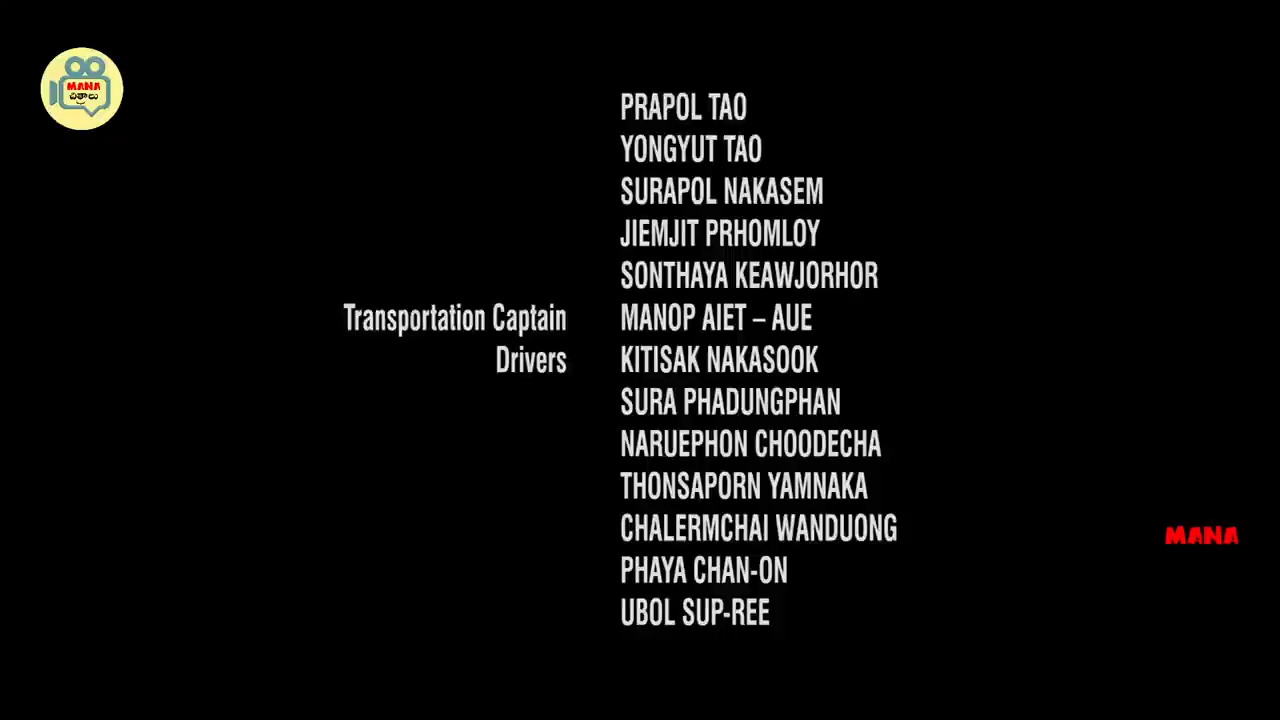 MANA
చిత్రాలు
PRAPOL TAO
YONGYUT TAO
SURAPOL NAKASEM
JIEMJIT PRHOMLOY
SONTHAYA KEAWJORHOR
Transportation Captain MANOP AIET – AUE
Drivers KITISAK NAKASOOK
SURA PHADUNGPHAN
NARUEPHON CHOODECHA
THONSAPORN YAMNAKA
CHALERMCHAI WANDUONG
PHAYA CHAN-ON
UBOL SUP-REE
MANA